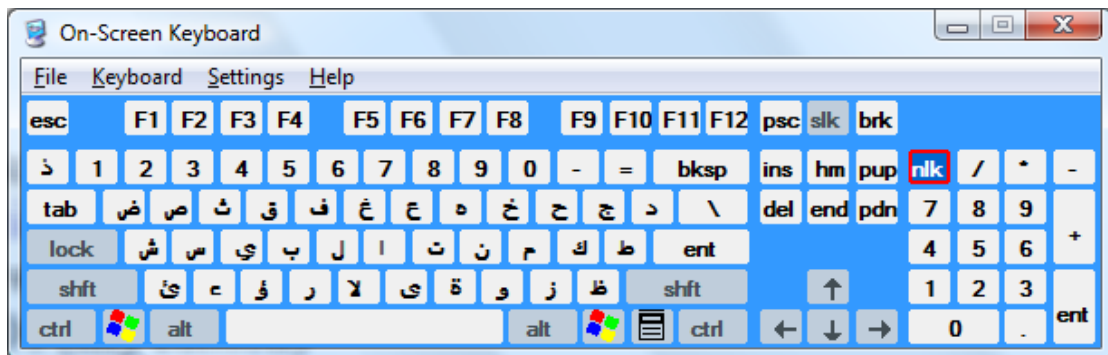 On-Screen Keyboard
File Keyboard Settings Help
esc F1 F2 F3 F4 F5 F6 F7 F8 F9 F10 F11 F12 psc slk brk
ذ 1 2 3 4 5 6 7 8 9 0 - = bksp ins hm pup nlk / * -
tab ض ص ث ق ف غ ع ه خ ح ج د \ del end pdn 7 8 9 +
lock ش س ي ب ل ا ت ن م ك ط ent 4 5 6
shft ئ ء ؤ ر لا ى ة و ز ظ shft ↑ 1 2 3 ent
ctrl alt alt ctrl ← ↓ → 0 .